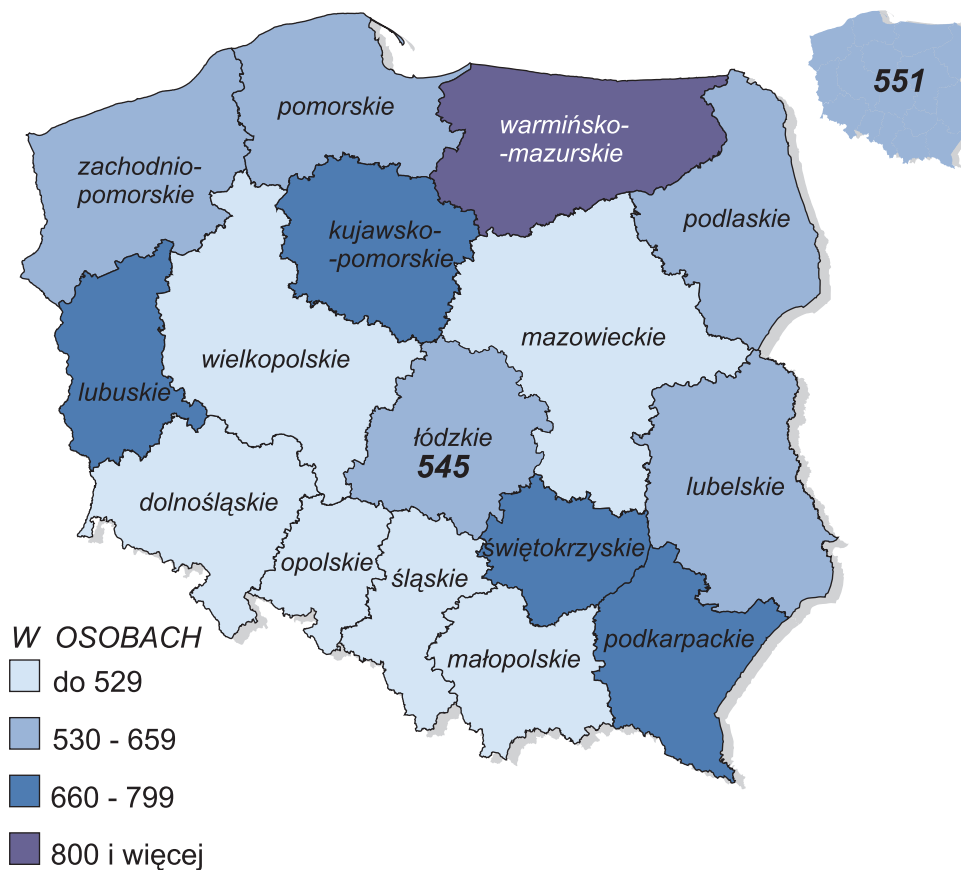 551
pomorskie
warmińsko-
-mazurskie
zachodnio-
pomorskie
podlaskie
kujawsko-
-pomorskie
mazowieckie
wielkopolskie
lubuskie
łódzkie
545
lubelskie
dolnośląskie
świętokrzyskie
opolskie
śląskie
podkarpackie
małopolskie
W OSOBACH
do 529
530 - 659
660 - 799
800 i więcej